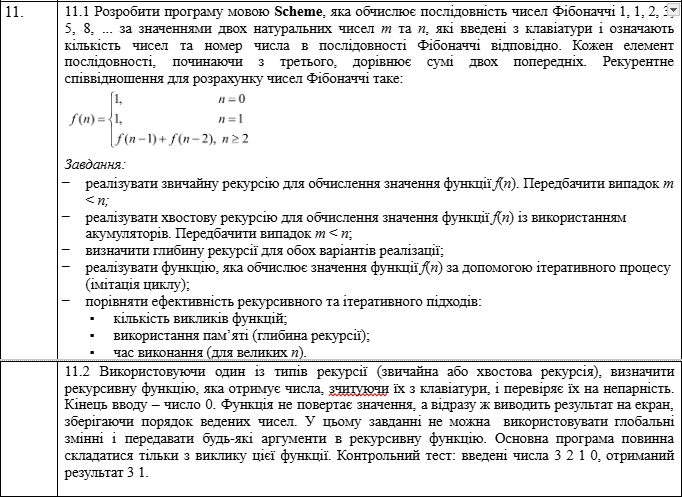 11.
11.1 Розробити програму мовою Scheme, яка обчислює послідовність чисел Фібоначчі 1, 1, 2, 3,
5, 8, ... за значеннями двох натуральних чисел m та n, які введені з клавіатури і означають
кількість чисел та номер числа в послідовності Фібоначчі відповідно. Кожен елемент
послідовності, починаючи з третього, дорівнює сумі двох попередніх. Рекурентне
співвідношення для розрахунку чисел Фібоначчі таке:
1, n = 0
f(n) = 1, n = 1
f(n−1) + f(n−2), n ≥ 2
Завдання:
− реалізувати звичайну рекурсію для обчислення значення функції f(n). Передбачити випадок m
< n;
− реалізувати хвостову рекурсію для обчислення значення функції f(n) із використанням
акумуляторів. Передбачити випадок m < n;
− визначити глибину рекурсії для обох варіантів реалізації;
− реалізувати функцію, яка обчислює значення функції f(n) за допомогою ітеративного процесу
(імітація циклу);
− порівняти ефективність рекурсивного та ітеративного підходів:
▪ кількість викликів функцій;
▪ використання пам’яті (глибина рекурсії);
▪ час виконання (для великих n).
11.2 Використовуючи один із типів рекурсії (звичайна або хвостова рекурсія), визначити
рекурсивну функцію, яка отримує числа, зчитуючи їх з клавіатури, і перевіряє їх на непарність.
Кінець вводу – число 0. Функція не повертає значення, а відразу ж виводить результат на екран,
зберігаючи порядок ведених чисел. У цьому завданні не можна використовувати глобальні
змінні і передавати будь-які аргументи в рекурсивну функцію. Основна програма повинна
складатися тільки з виклику цієї функції. Контрольний тест: введені числа 3 2 1 0, отриманий
результат 3 1.